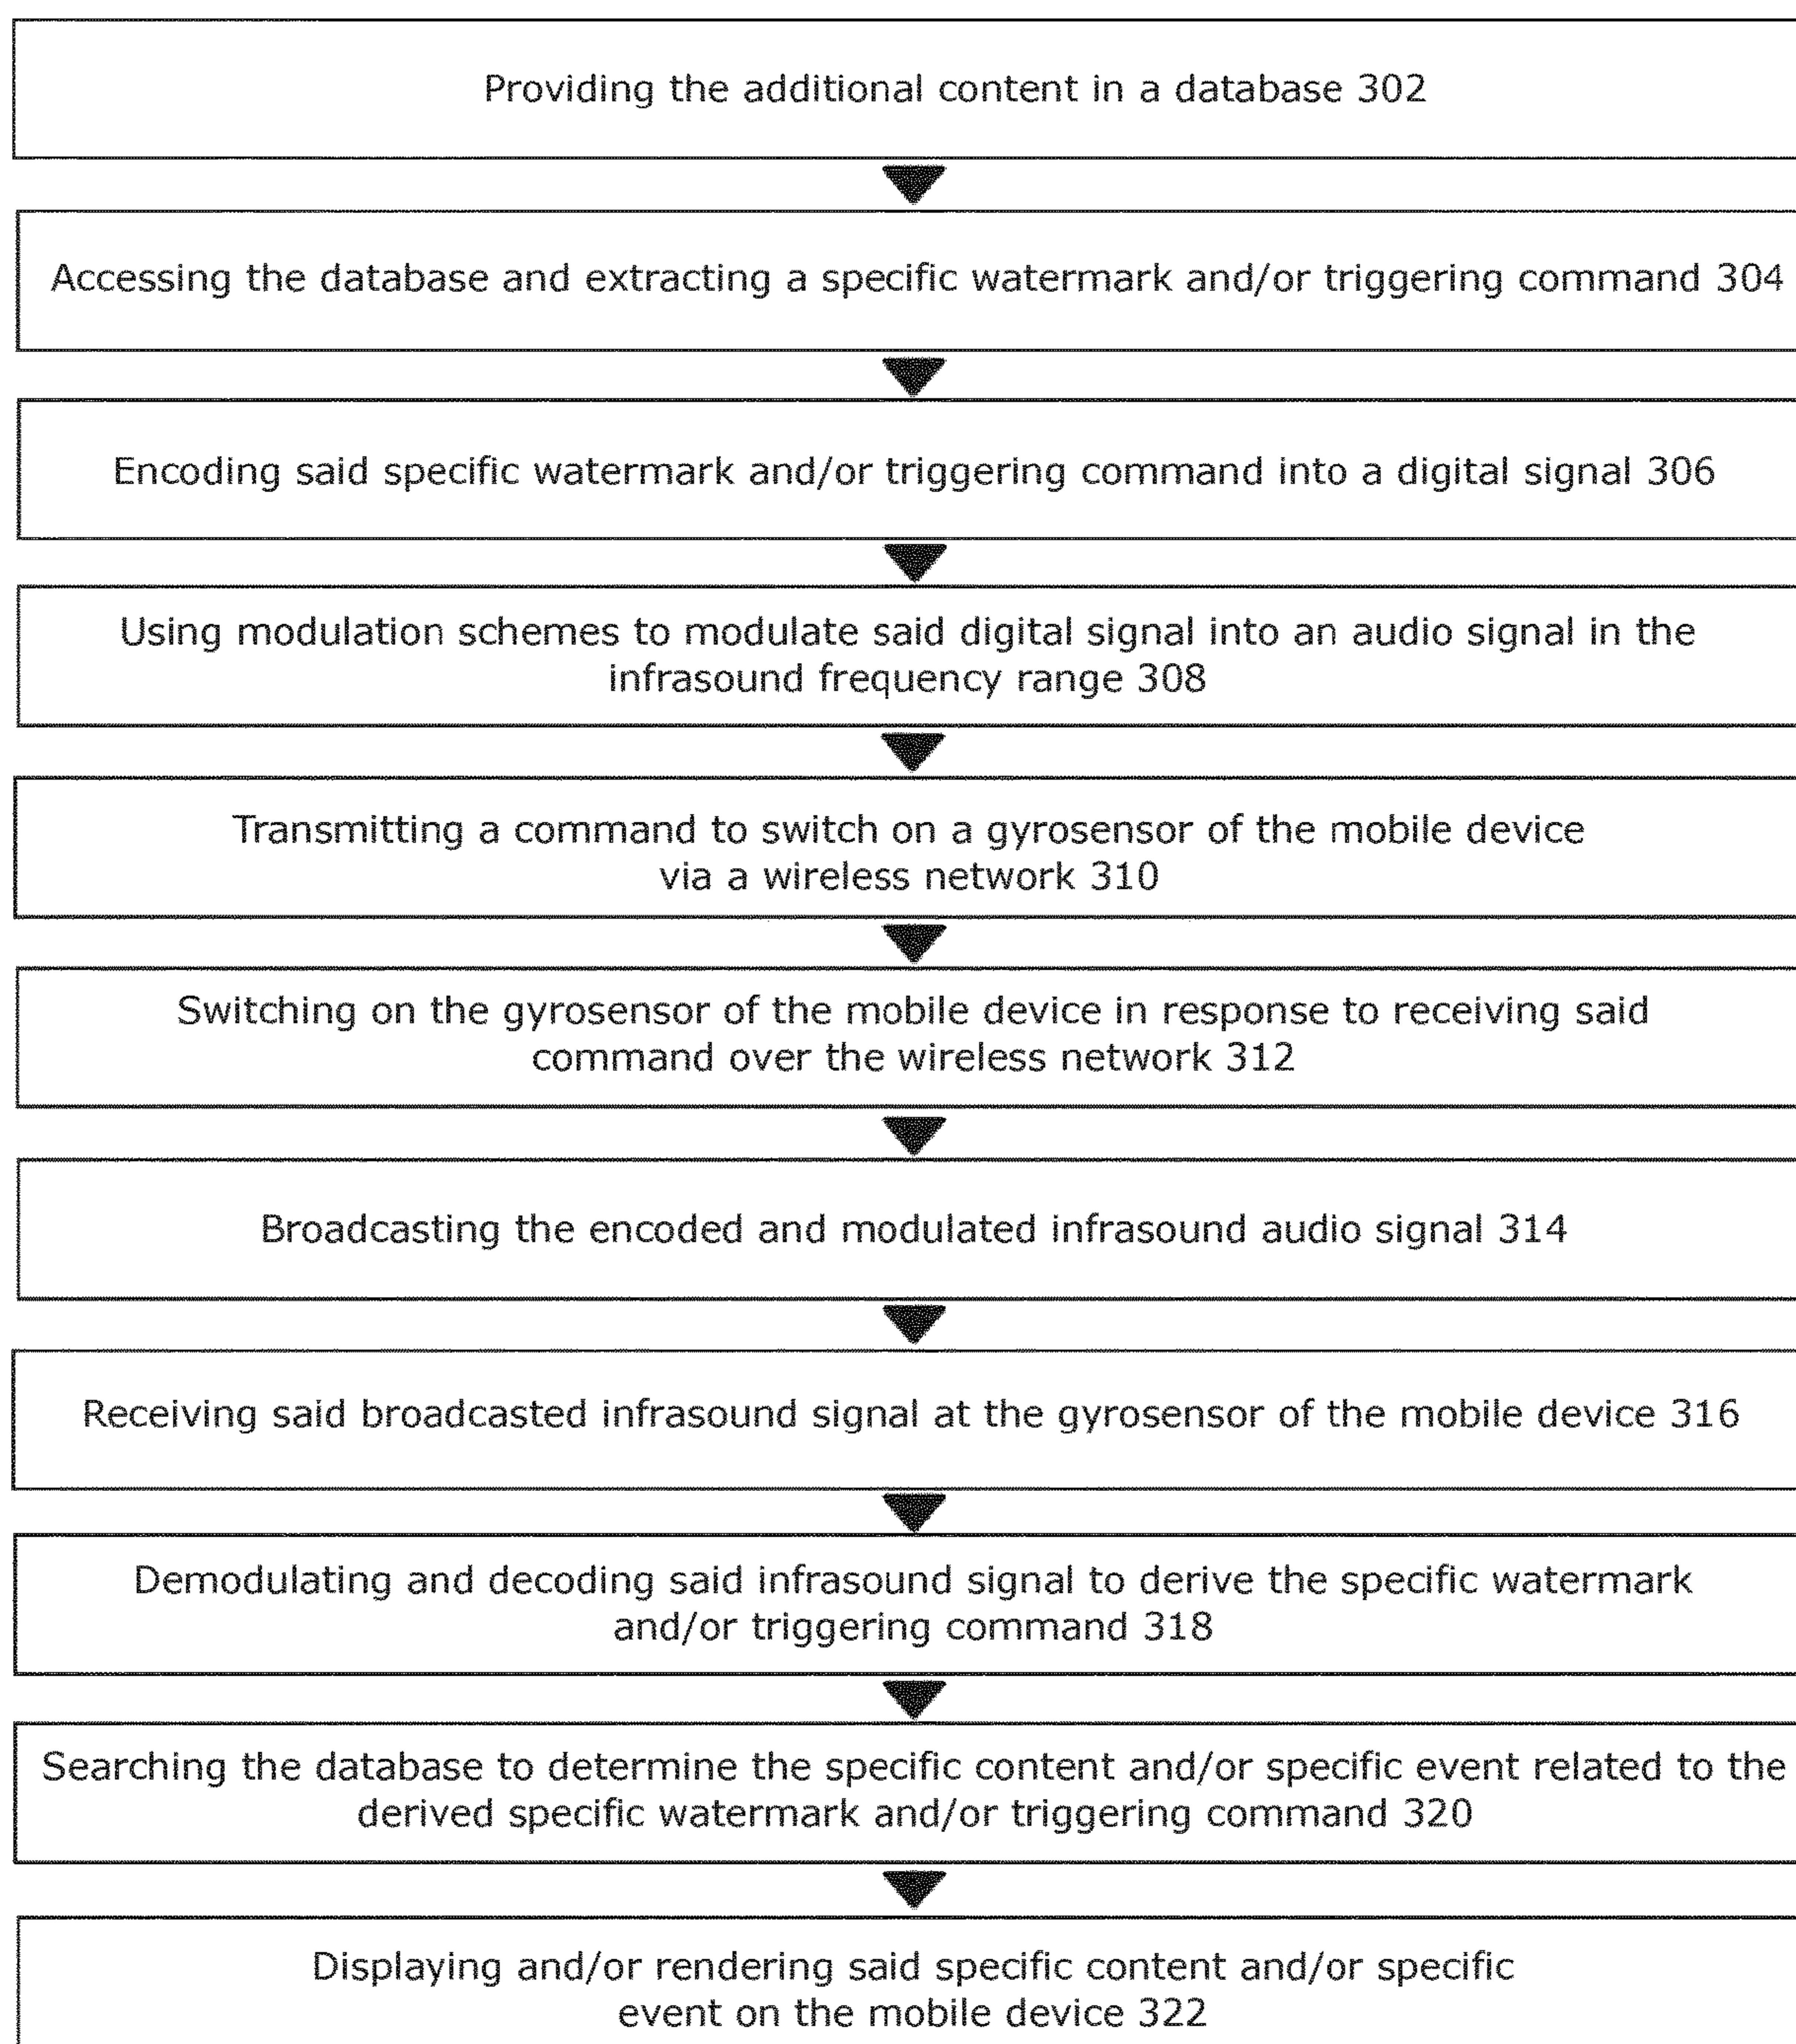 Providing the additional content in a database 302
Accessing the database and extracting a specific watermark and/or triggering command 304
Encoding said specific watermark and/or triggering command into a digital signal 306
Using modulation schemes to modulate said digital signal into an audio signal in the
infrasound frequency range 308
Transmitting a command to switch on a gyrosensor of the mobile device
via a wireless network 310
Switching on the gyrosensor of the mobile device in response to receiving said
command over the wireless network 312
Broadcasting the encoded and modulated infrasound audio signal 314
Receiving said broadcasted infrasound signal at the gyrosensor of the mobile device 316
Demodulating and decoding said infrasound signal to derive the specific watermark
and/or triggering command 318
Searching the database to determine the specific content and/or specific event related to the
derived specific watermark and/or triggering command 320
Displaying and/or rendering said specific content and/or specific
event on the mobile device 322